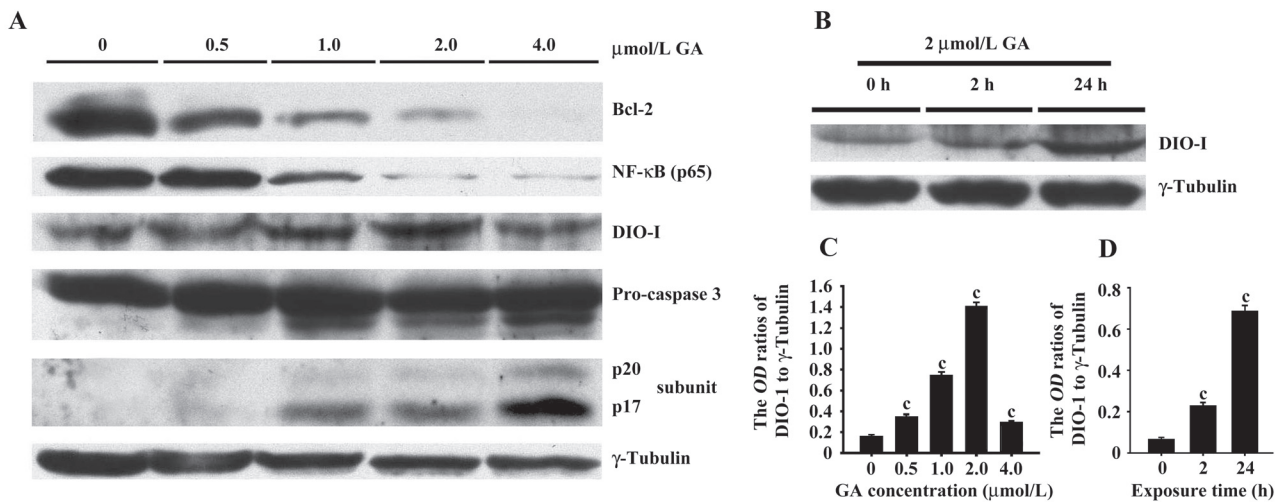 A
0 0.5 1.0 2.0 4.0 μmol/L GA
Bcl-2
NF-κB (p65)
DIO-I
Pro-caspase 3
p20
subunit
p17
γ-Tubulin
B
2 μmol/L GA
0 h 2 h 24 h
DIO-I
γ-Tubulin
C
The OD ratios of
DIO-1 to γ-Tubulin
1.6
1.4
1.2
1.0
0.8
0.6
0.4
0.2
0
c
c
c
c
0 0.5 1.0 2.0 4.0
GA concentration (μmol/L)
D
The OD ratios of
DIO-1 to γ-Tubulin
0.8
0.6
0.4
0.2
0
c
c
0 2 24
Exposure time (h)